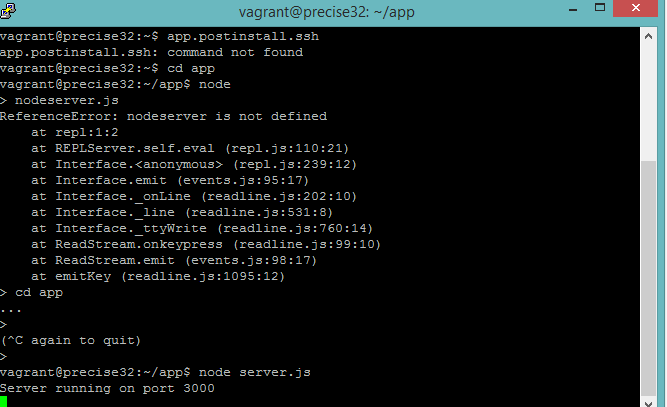 vagrant@precise32: ~/app
vagrant@precise32:~$ app.postinstall.ssh
app.postinstall.ssh: command not found
vagrant@precise32:~$ cd app
vagrant@precise32:~/app$ node
> nodeserver.js
ReferenceError: nodeserver is not defined
    at repl:1:2
    at REPLServer.self.eval (repl.js:110:21)
    at Interface.<anonymous> (repl.js:239:12)
    at Interface.emit (events.js:95:17)
    at Interface._onLine (readline.js:202:10)
    at Interface._line (readline.js:531:8)
    at Interface._ttyWrite (readline.js:760:14)
    at ReadStream.onkeypress (readline.js:99:10)
    at ReadStream.emit (events.js:98:17)
    at emitKey (readline.js:1095:12)
> cd app
...
>
(^C again to quit)
>
vagrant@precise32:~/app$ node server.js
Server running on port 3000